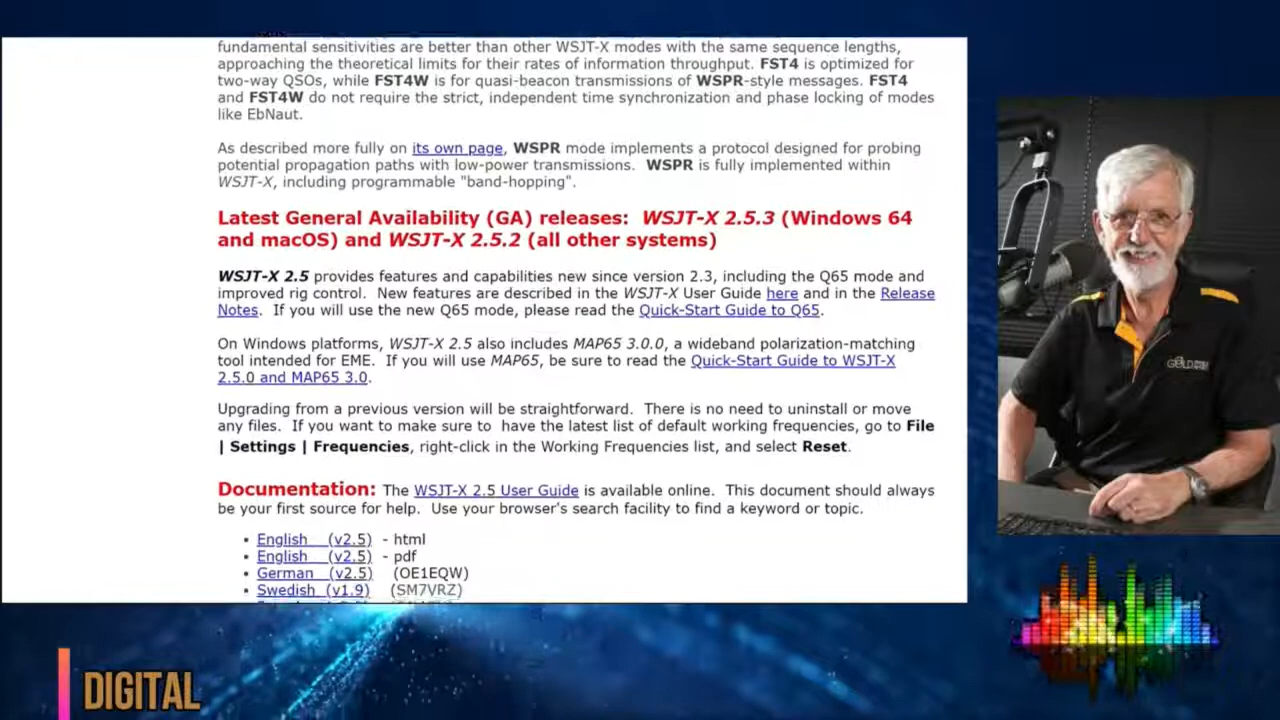 fundamental sensitivities are better than other WSJT-X modes with the same sequence lengths,
approaching the theoretical limits for their rates of information throughput. FST4 is optimized for
two-way QSOs, while FST4W is for quasi-beacon transmissions of WSPR-style messages. FST4
and FST4W do not require the strict, independent time synchronization and phase locking of modes
like EbNaut.
As described more fully on its own page, WSPR mode implements a protocol designed for probing
potential propagation paths with low-power transmissions. WSPR is fully implemented within
WSJT-X, including programmable "band-hopping".
Latest General Availability (GA) releases: WSJT-X 2.5.3 (Windows 64
and macOS) and WSJT-X 2.5.2 (all other systems)
WSJT-X 2.5 provides features and capabilities new since version 2.3, including the Q65 mode and
improved rig control. New features are described in the WSJT-X User Guide here and in the Release
Notes. If you will use the new Q65 mode, please read the Quick-Start Guide to Q65.
On Windows platforms, WSJT-X 2.5 also includes MAP65 3.0.0, a wideband polarization-matching
tool intended for EME. If you will use MAP65, be sure to read the Quick-Start Guide to WSJT-X
2.5.0 and MAP65 3.0.
Upgrading from a previous version will be straightforward. There is no need to uninstall or move
any files. If you want to make sure to have the latest list of default working frequencies, go to File
| Settings | Frequencies, right-click in the Working Frequencies list, and select Reset.
Documentation: The WSJT-X 2.5 User Guide is available online. This document should always
be your first source for help. Use your browser's search facility to find a keyword or topic.
• English (v2.5) - html
• English (v2.5) - pdf
• German (v2.5) (OE1EQW)
• Swedish (v1.9) (SM7VRZ)
DIGITAL